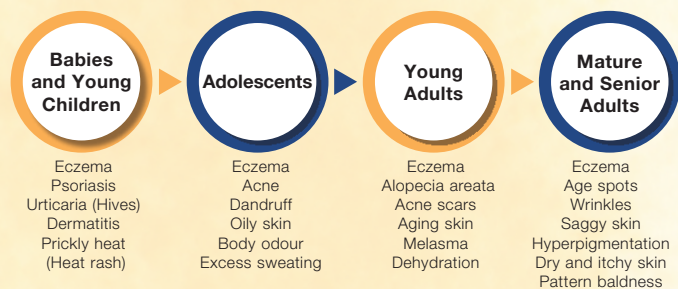 Babies
and Young
Children
Eczema
Psoriasis
Urticaria (Hives)
Dermatitis
Prickly heat
(Heat rash)
Adolescents
Eczema
Acne
Dandruff
Oily skin
Body odour
Excess sweating
Young
Adults
Eczema
Alopecia areata
Acne scars
Aging skin
Melasma
Dehydration
Mature
and Senior
Adults
Eczema
Age spots
Wrinkles
Saggy skin
Hyperpigmentation
Dry and itchy skin
Pattern baldness